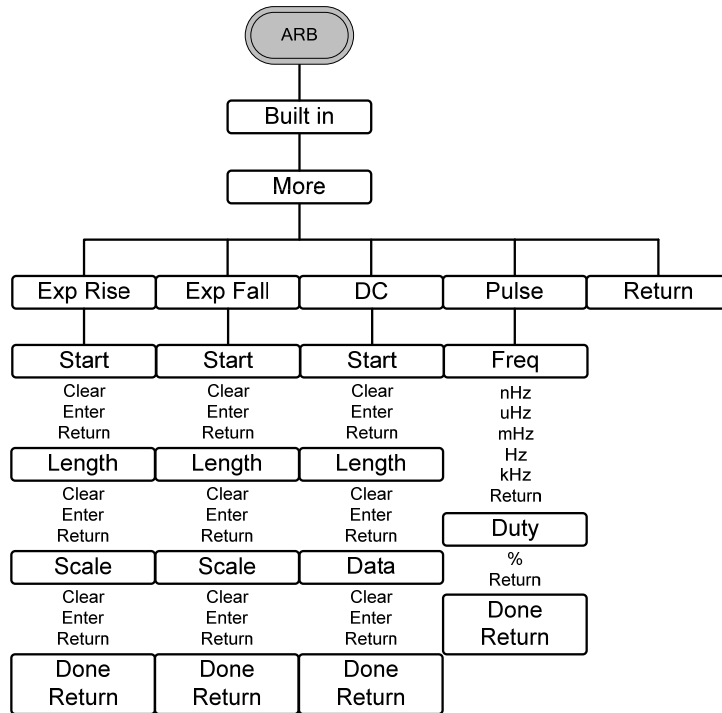 ARB
Built in
More
Exp Rise
Exp Fall
DC
Pulse
Return
Start
Clear
Enter
Return
Length
Clear
Enter
Return
Scale
Clear
Enter
Return
Done
Return
Start
Clear
Enter
Return
Length
Clear
Enter
Return
Scale
Clear
Enter
Return
Done
Return
Start
Clear
Enter
Return
Length
Clear
Enter
Return
Data
Clear
Enter
Return
Done
Return
Freq
nHz
uHz
mHz
Hz
kHz
Return
Duty
%
Return
Done
Return